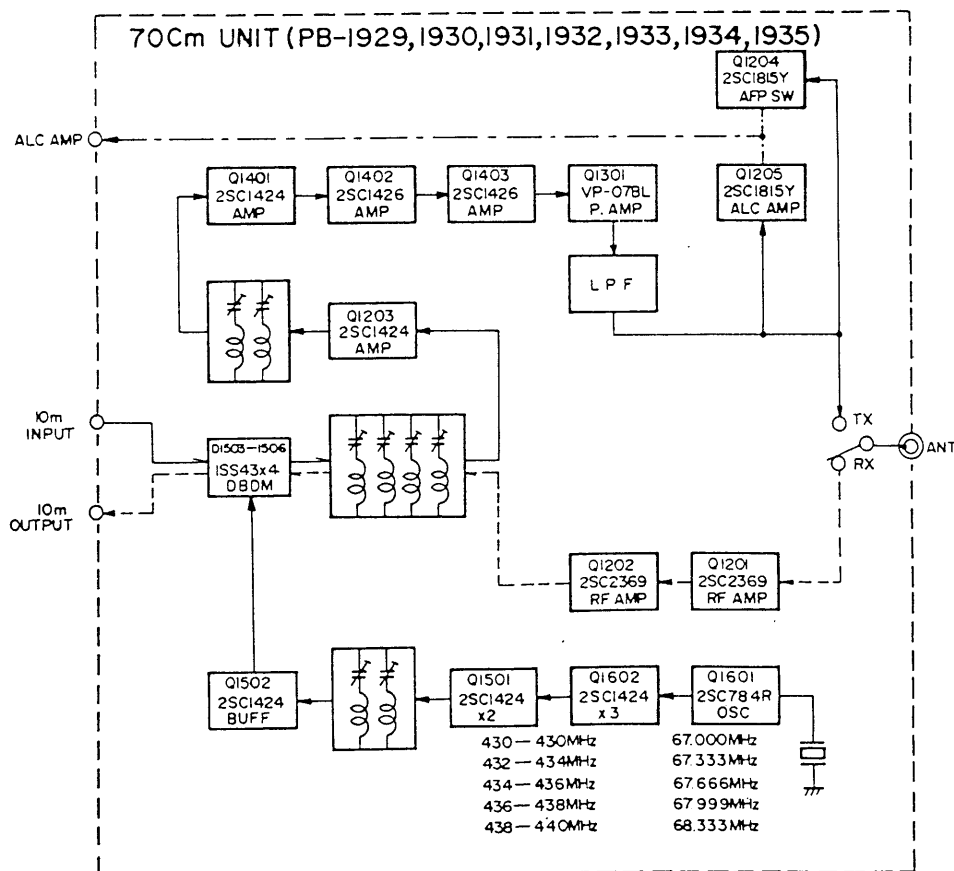 70Cm UNIT (PB-1929,1930,1931,1932,1933,1934,1935)
Q1204
2SC1815Y
AFP SW
ALC AMP
Q1401
2SC1424
AMP
Q1402
2SC1426
AMP
Q1403
2SC1426
AMP
Q1301
VP-07BL
P. AMP
Q1205
2SC1815Y
ALC AMP
L P F
Q1203
2SC1424
AMP
10m
INPUT
D1503-1506
ISS43x4
DBDM
TX
ANT
RX
10m
OUTPUT
Q1202
2SC2369
RF AMP
Q1201
2SC2369
RF AMP
Q1502
2SC1424
BUFF
Q1501
2SC1424
x2
Q1602
2SC1424
x3
Q1601
2SC784R
OSC
430-430MHz 67.000MHz
432-434MHz 67.333MHz
434-436MHz 67.666MHz
436-438MHz 67.999MHz
438-440MHz 68.333MHz